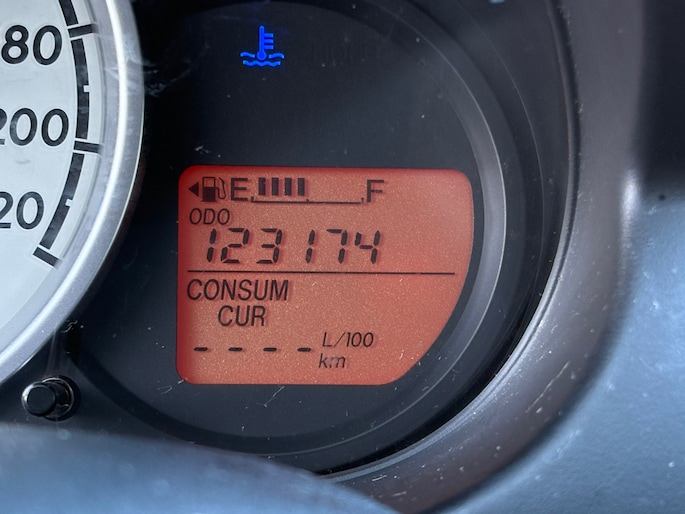 80
200
20
E F
ODO
123174
CONSUM
CUR
- - - - L/100
km